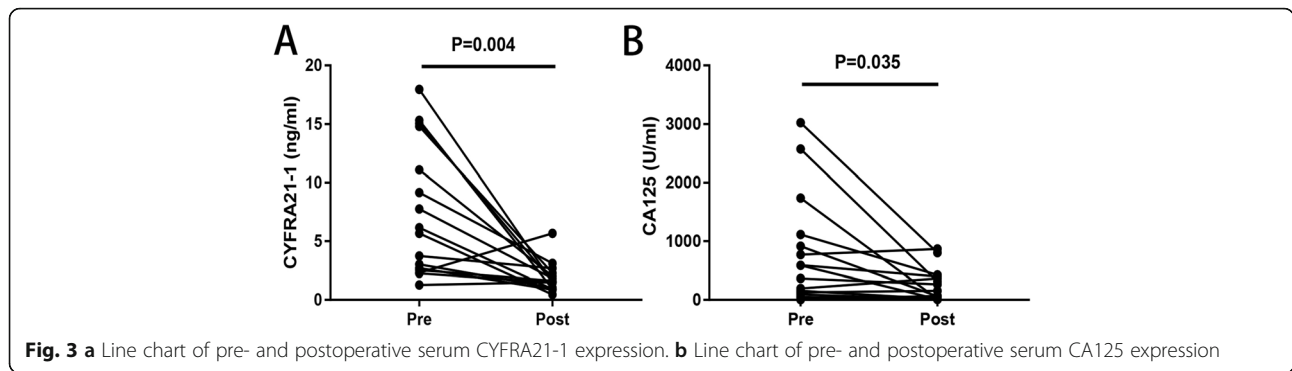 A
P=0.004
20
15
10
5
0
CYFRA21-1 (ng/ml)
Pre Post
B
P=0.035
4000
3000
2000
1000
0
CA125 (U/ml)
Pre Post
Fig. 3 a Line chart of pre- and postoperative serum CYFRA21-1 expression. b Line chart of pre- and postoperative serum CA125 expression